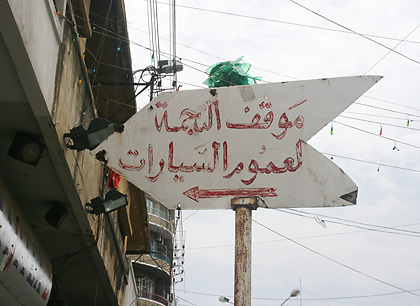 موقف النجمة
لعموم السيارات